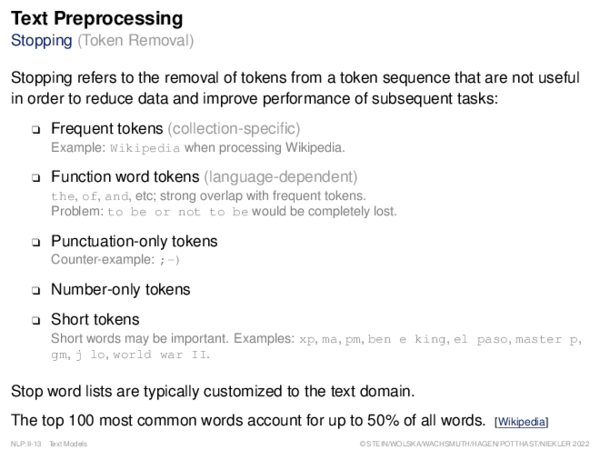 Text Preprocessing
Stopping (Token Removal)
Stopping refers to the removal of tokens from a token sequence that are not useful
in order to reduce data and improve performance of subsequent tasks:
❑ Frequent tokens (collection-specific)
Example: Wikipedia when processing Wikipedia.
❑ Function word tokens (language-dependent)
the, of, and, etc; strong overlap with frequent tokens.
Problem: to be or not to be would be completely lost.
❑ Punctuation-only tokens
Counter-example: ;-)
❑ Number-only tokens
❑ Short tokens
Short words may be important. Examples: xp, ma, pm, ben e king, el paso, master p,
gm, j lo, world war II.
Stop word lists are typically customized to the text domain.
The top 100 most common words account for up to 50% of all words. [Wikipedia]
NLP:II-13 Text Models ©STEIN/WOLSKA/WACHSMUTH/HAGEN/POTTHAST/NIEKLER 2022